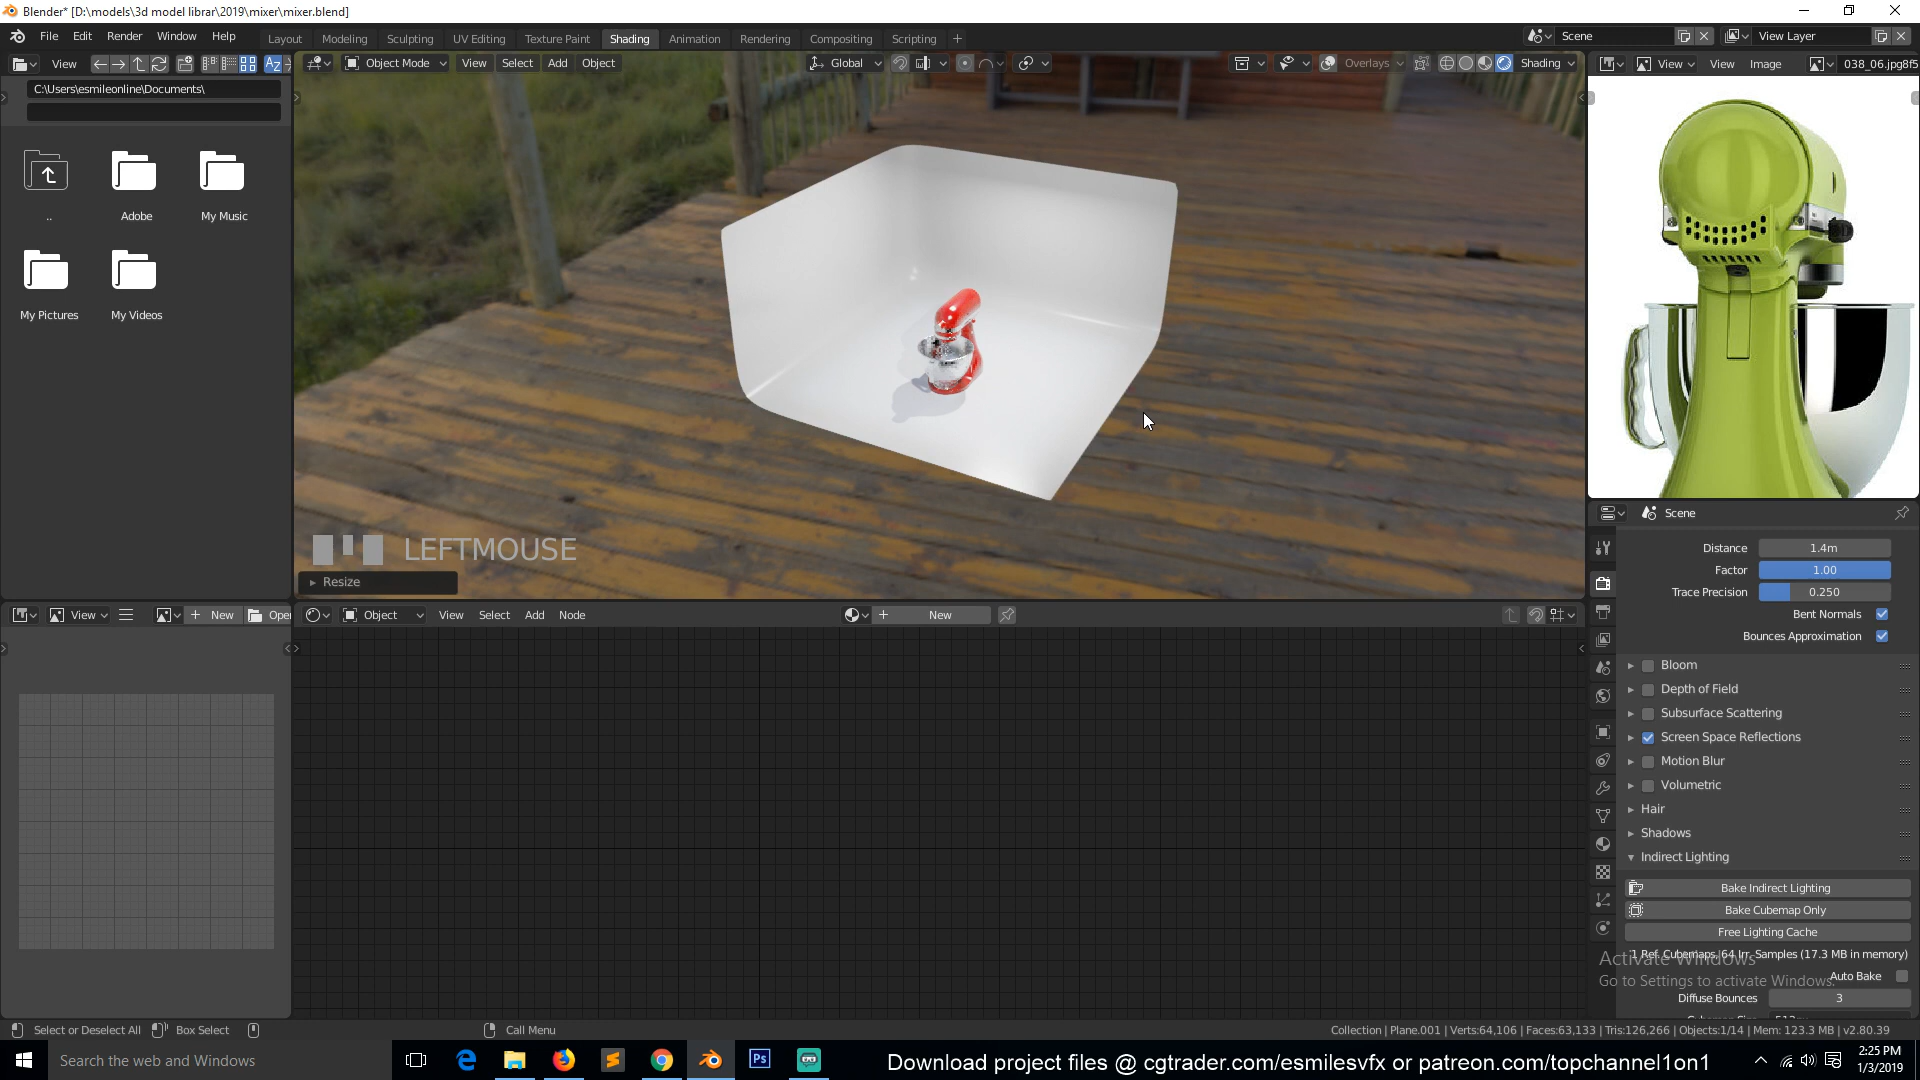 Blender* [D:\models\3d model librar\2019\mixer\mixer.blend]
File Edit Render Window Help
Layout Modeling Sculpting UV Editing Texture Paint Shading Animation Rendering Compositing Scripting +
Scene View Layer
View
Object Mode View Select Add Object Global Overlays Shading
View View Image 038_06.jpg8f5
C:\Users\esmileonline\Documents\
.. Adobe My Music
My Pictures My Videos
LEFTMOUSE
Resize
Scene
Distance 1.4m
Factor 1.00
Trace Precision 0.250
Bent Normals
Bounces Approximation
Bloom
Depth of Field
Subsurface Scattering
Screen Space Reflections
Motion Blur
Volumetric
Hair
Shadows
Indirect Lighting
Bake Indirect Lighting
Bake Cubemap Only
Free Lighting Cache
1 Ref. Cubemaps, 64 Irr. Samples (17.3 MB in memory)
Auto Bake
Diffuse Bounces 3
Activate Windows
Go to Settings to activate Windows.
View New Ope
Object View Select Add Node New
Select or Deselect All Box Select Call Menu
Collection | Plane.001 | Verts:64,106 | Faces:63,133 | Tris:126,266 | Objects:1/14 | Mem: 123.3 MB | v2.80.39
Search the web and Windows
Ps
Download project files @ cgtrader.com/esmilesvfx or patreon.com/topchannel1on1
2:25 PM
1/3/2019